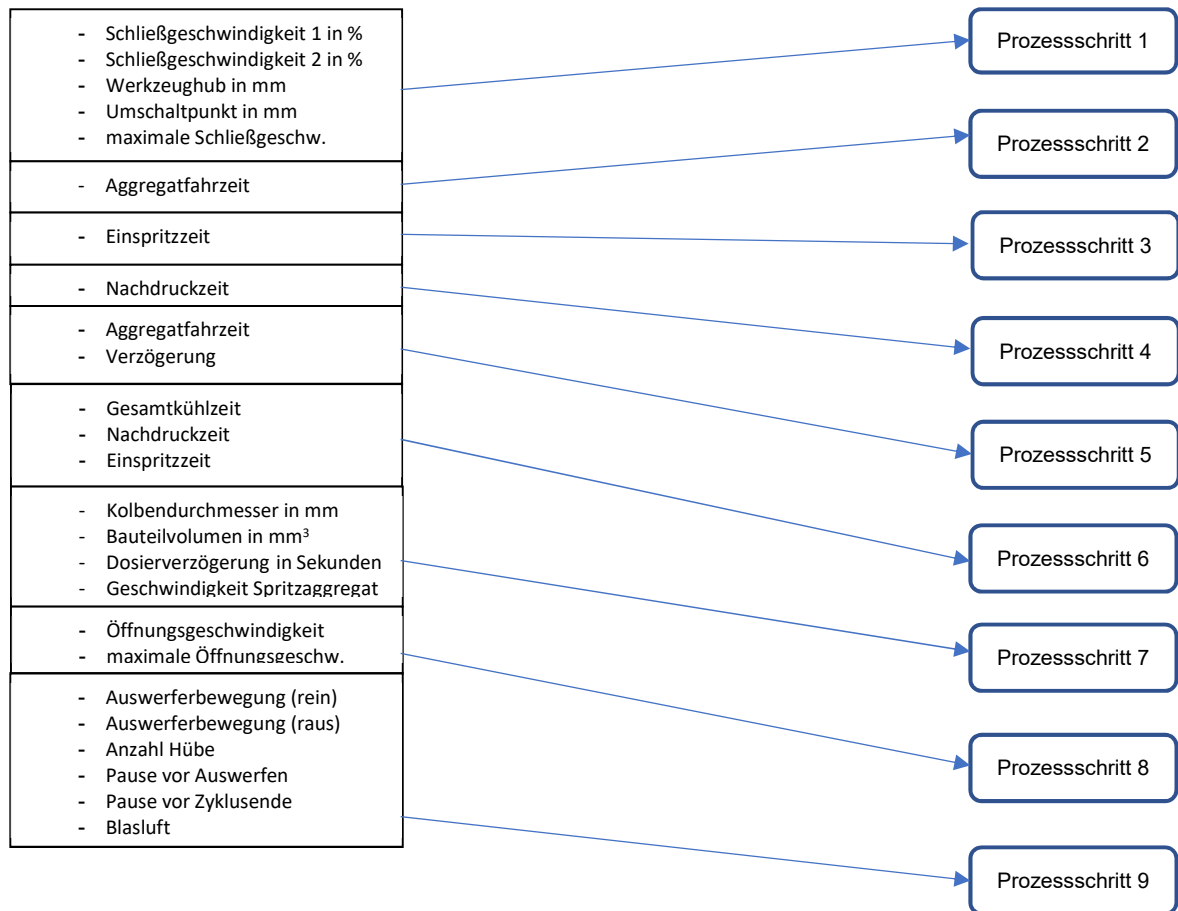 - Schließgeschwindigkeit 1 in %
- Schließgeschwindigkeit 2 in %
- Werkzeughub in mm
- Umschaltpunkt in mm
- maximale Schließgeschw.
- Aggregatfahrzeit
- Einspritzzeit
- Nachdruckzeit
- Aggregatfahrzeit
- Verzögerung
- Gesamtkühlzeit
- Nachdruckzeit
- Einspritzzeit
- Kolbendurchmesser in mm
- Bauteilvolumen in mm³
- Dosierverzögerung in Sekunden
- Geschwindigkeit Spritzaggregat
- Öffnungsgeschwindigkeit
- maximale Öffnungsgeschw.
- Auswerferbewegung (rein)
- Auswerferbewegung (raus)
- Anzahl Hübe
- Pause vor Auswerfen
- Pause vor Zyklusende
- Blasluft
Prozessschritt 1
Prozessschritt 2
Prozessschritt 3
Prozessschritt 4
Prozessschritt 5
Prozessschritt 6
Prozessschritt 7
Prozessschritt 8
Prozessschritt 9